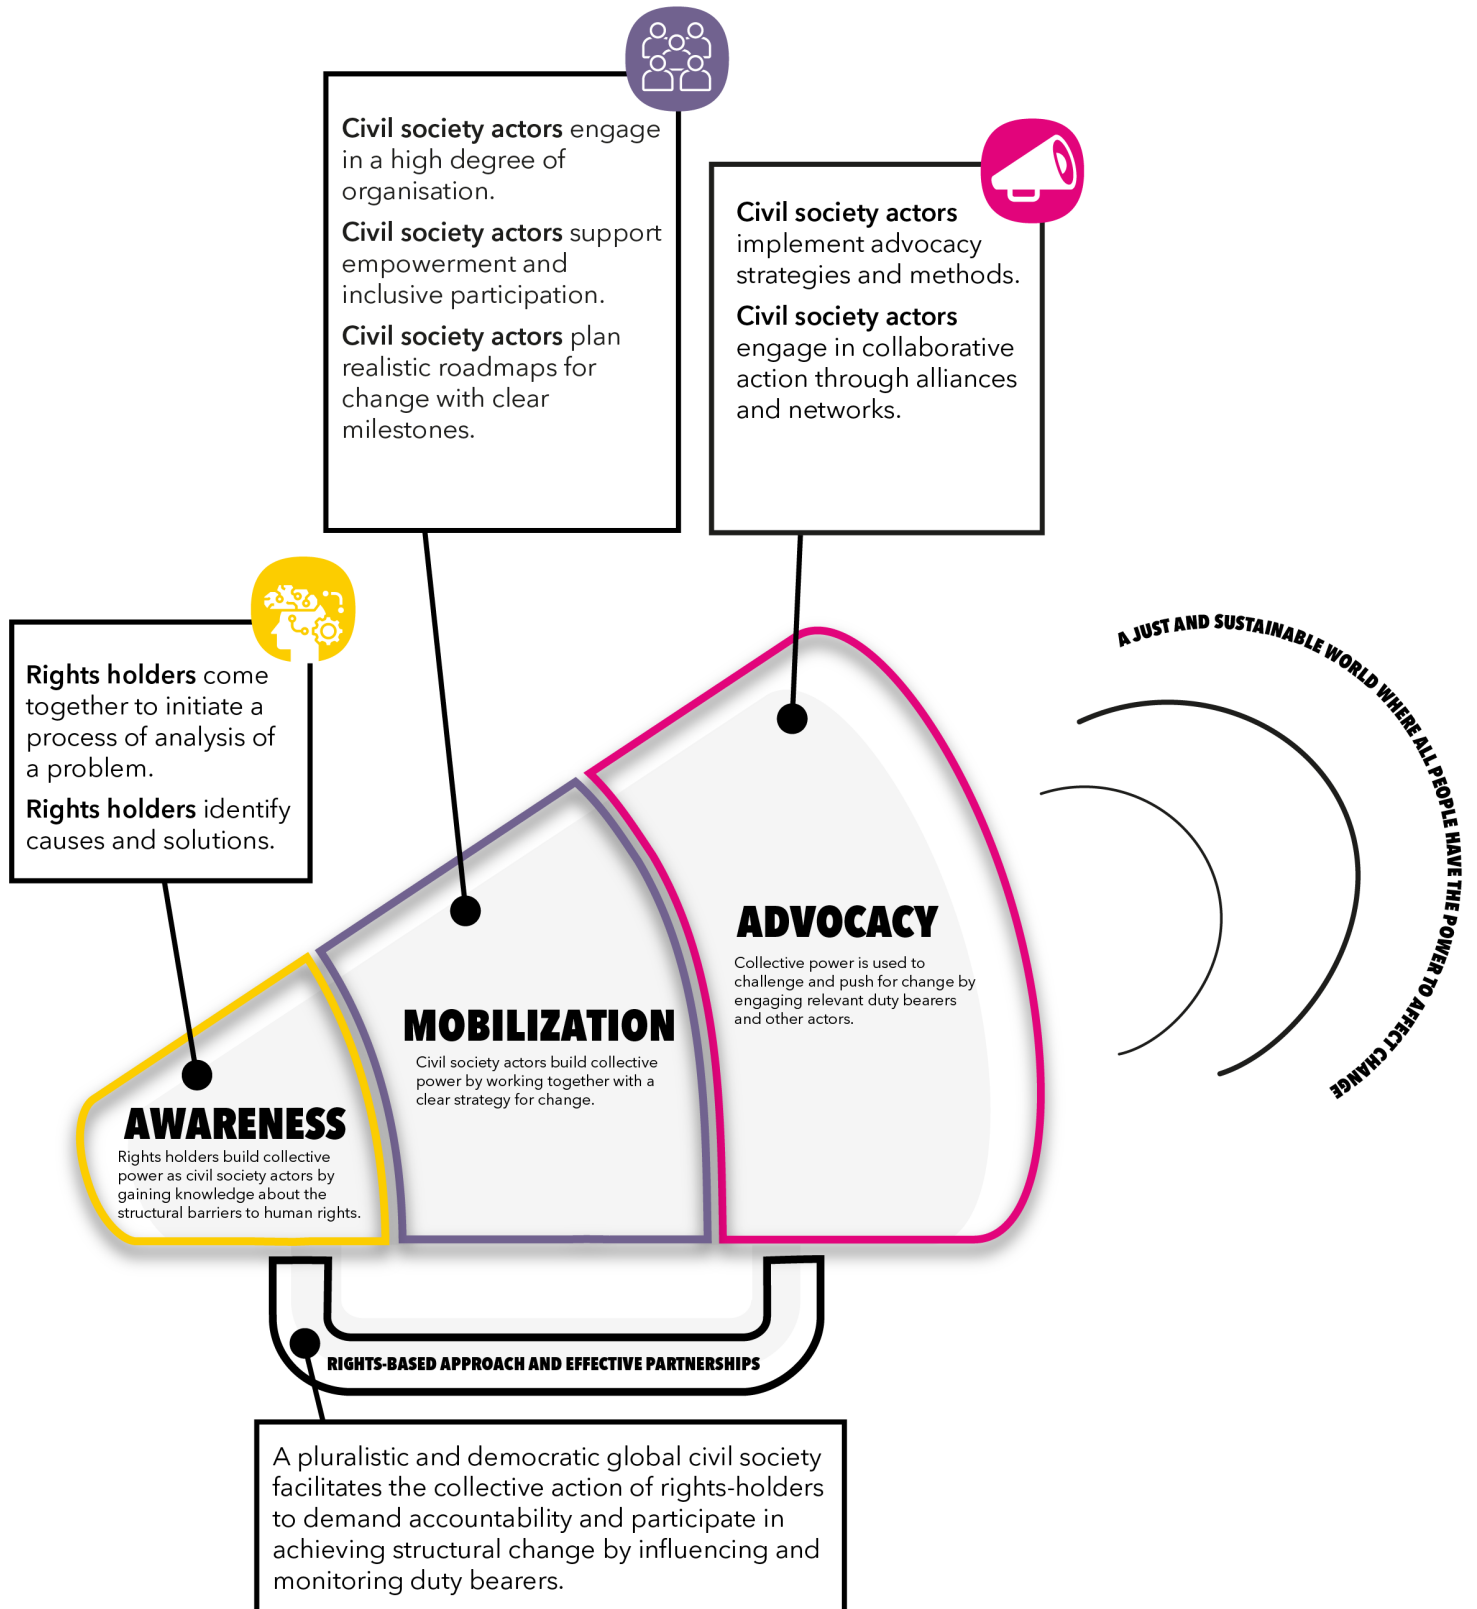 Civil society actors engage
in a high degree of
organisation.
Civil society actors support
empowerment and
inclusive participation.
Civil society actors plan
realistic roadmaps for
change with clear
milestones.
Civil society actors
implement advocacy
strategies and methods.
Civil society actors
engage in collaborative
action through alliances
and networks.
Rights holders come
together to initiate a
process of analysis of
a problem.
Rights holders identify
causes and solutions.
A JUST AND SUSTAINABLE WORLD WHERE ALL PEOPLE HAVE THE POWER TO AFFECT CHANGE
ADVOCACY
Collective power is used to
challenge and push for change by
engaging relevant duty bearers
and other actors.
MOBILIZATION
Civil society actors build collective
power by working together with a
clear strategy for change.
AWARENESS
Rights holders build collective
power as civil society actors by
gaining knowledge about the
structural barriers to human rights.
RIGHTS-BASED APPROACH AND EFFECTIVE PARTNERSHIPS
A pluralistic and democratic global civil society
facilitates the collective action of rights-holders
to demand accountability and participate in
achieving structural change by influencing and
monitoring duty bearers.